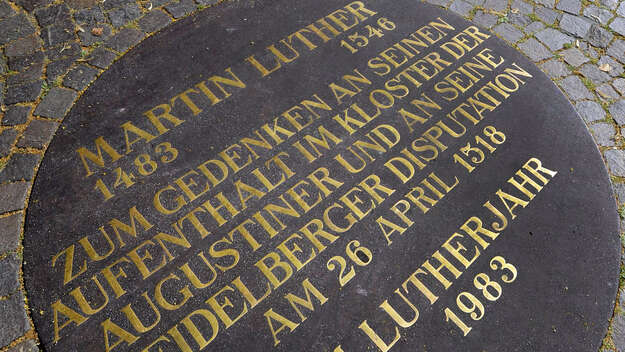 MARTIN LUTHER
1483 1546
ZUM GEDENKEN AN SEINEN
AUFENTHALT IM KLOSTER DER
AUGUSTINER UND AN SEINE
EIDELBERGER DISPUTATION
AM 26 APRIL 1518
LUTHERJAHR
1983